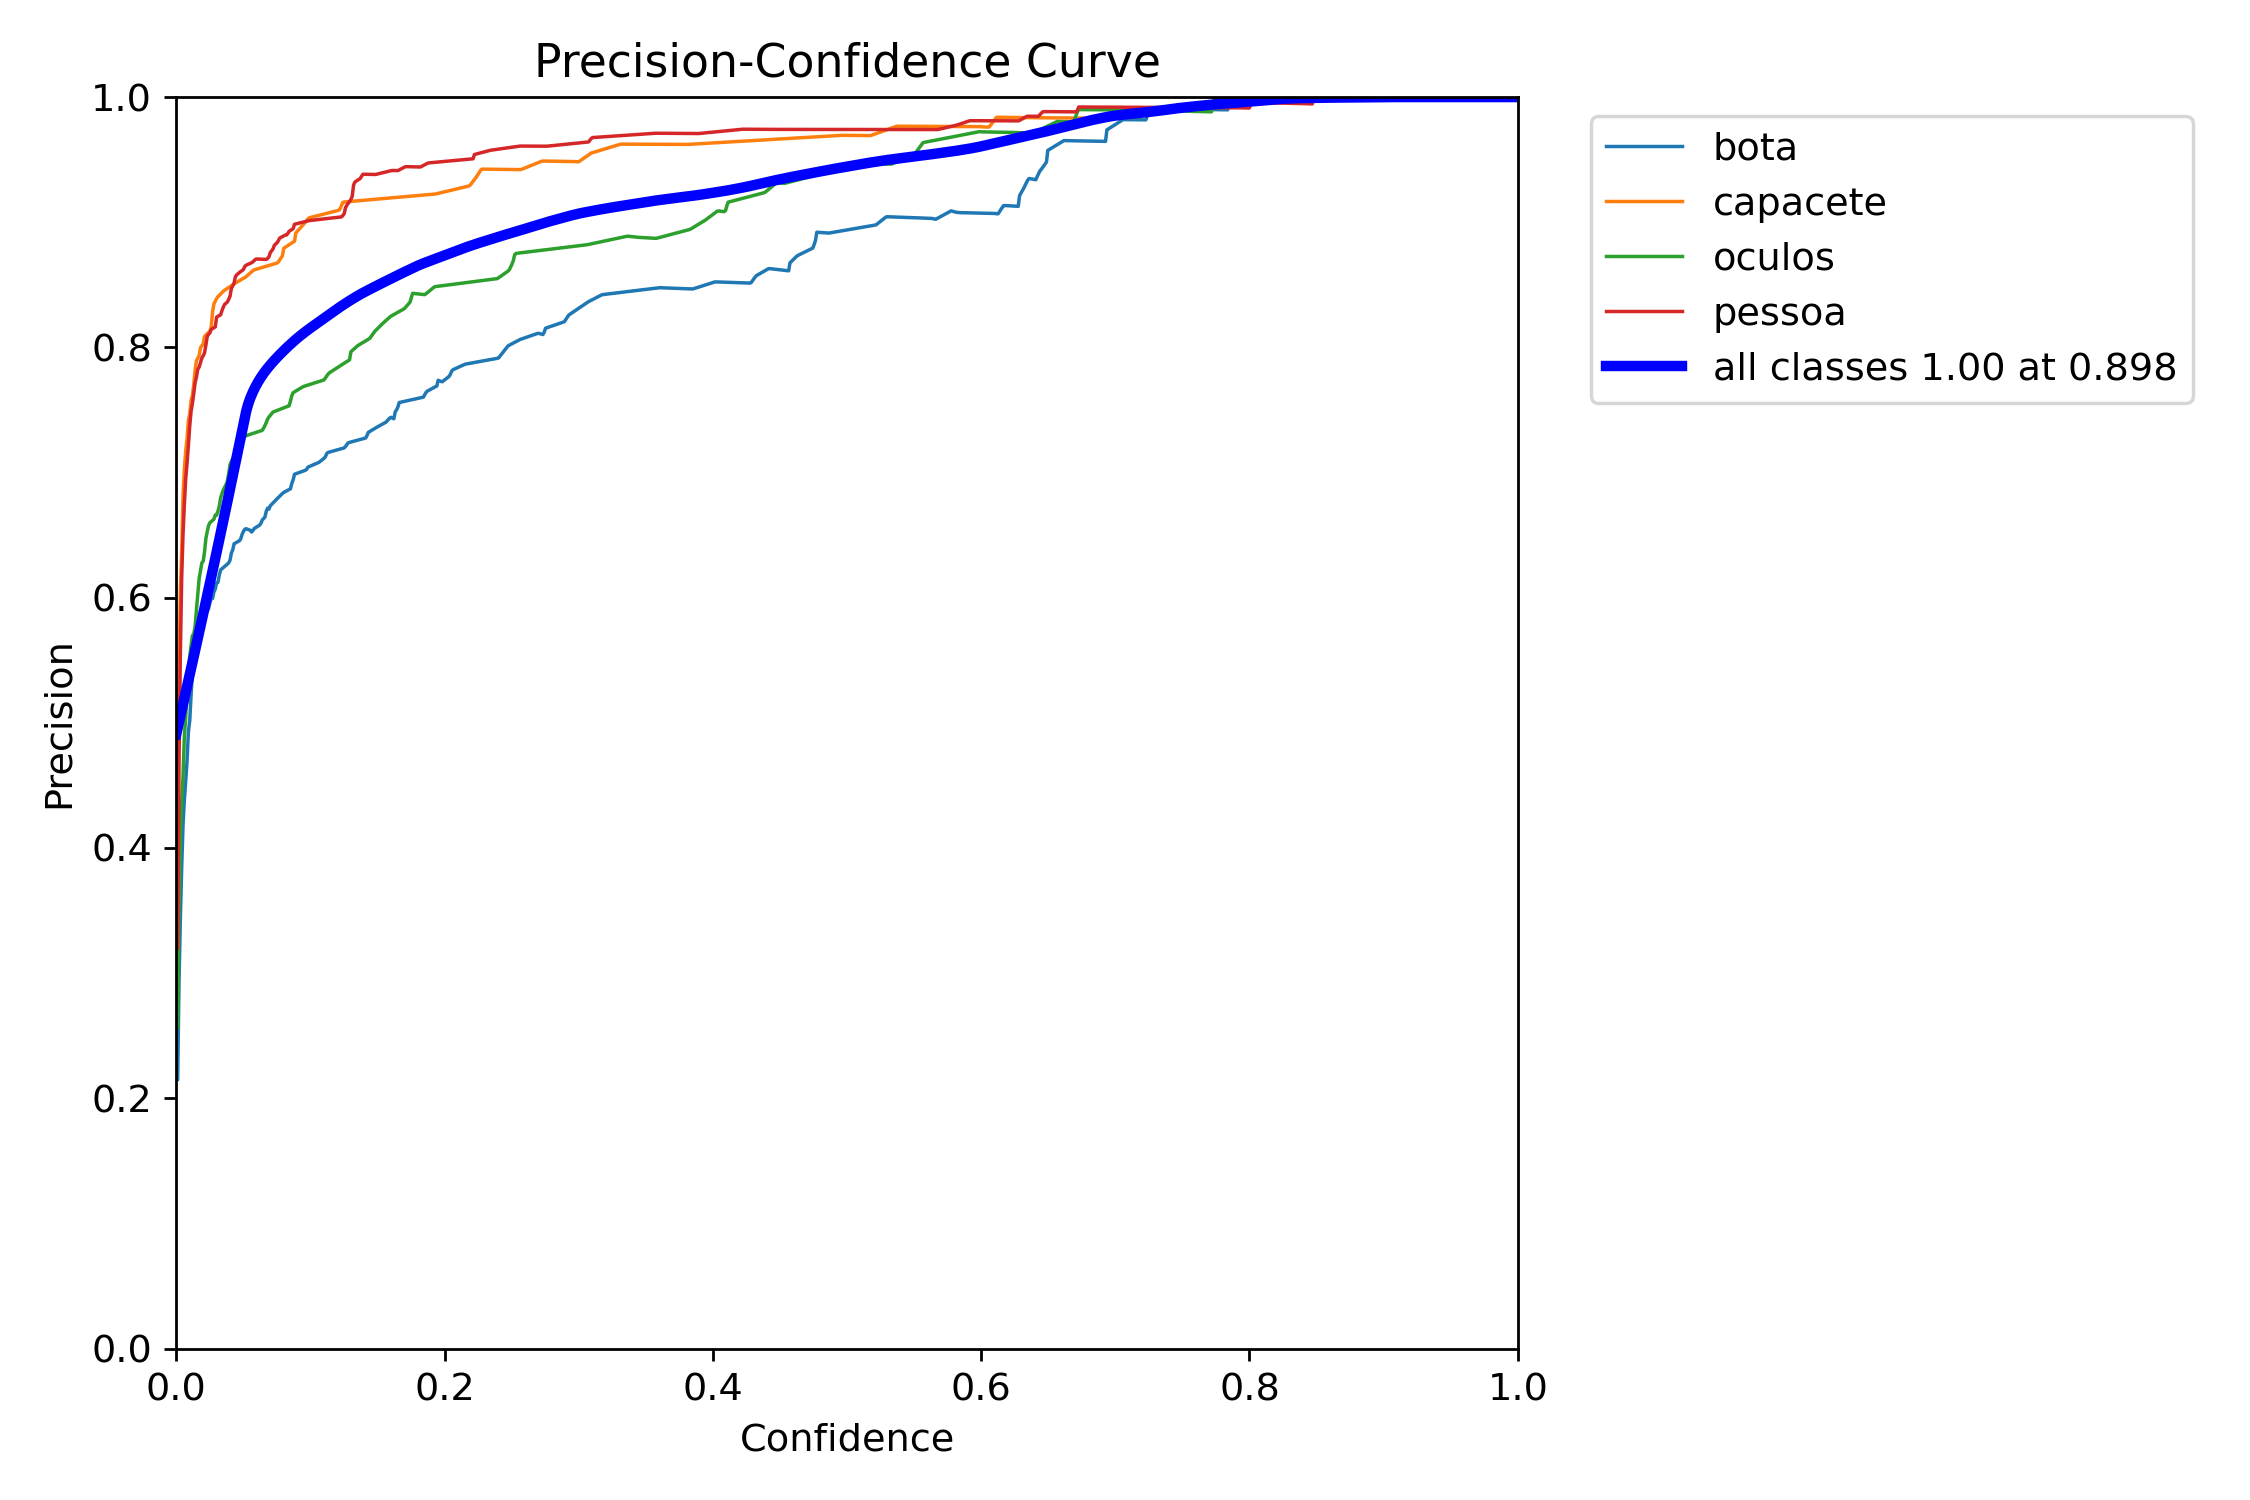 Precision-Confidence Curve
1.0
0.8
0.6
0.4
0.2
0.0
Precision
0.0 0.2 0.4 0.6 0.8 1.0
Confidence
bota
capacete
oculos
pessoa
all classes 1.00 at 0.898